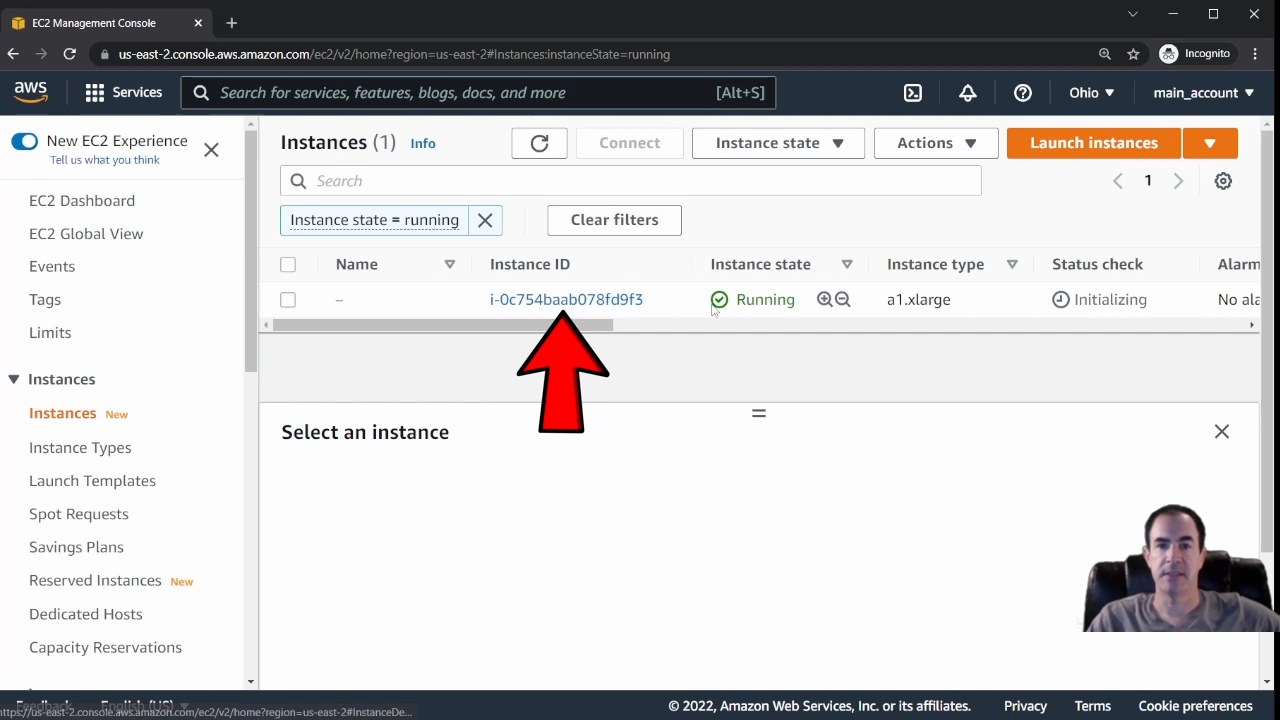 EC2 Management Console
us-east-2.console.aws.amazon.com/ec2/v2/home?region=us-east-2#Instances:instanceState=running
Incognito
aws
Services
Search for services, features, blogs, docs, and more
[Alt+S]
Ohio
main_account
New EC2 Experience
Tell us what you think
EC2 Dashboard
EC2 Global View
Events
Tags
Limits
Instances
Instances New
Instance Types
Launch Templates
Spot Requests
Savings Plans
Reserved Instances New
Dedicated Hosts
Capacity Reservations
Instances (1) Info
Connect
Instance state
Actions
Launch instances
Search
1
Instance state = running
Clear filters
Name Instance ID Instance state Instance type Status check Alarm
– i-0c754baab078fd9f3 Running a1.xlarge Initializing No ala
Select an instance
Feedback English (US)
https://us-east-2.console.aws.amazon.com/ec2/v2/home?region=us-east-2#InstanceDe...
© 2022, Amazon Web Services, Inc. or its affiliates.
Privacy Terms Cookie preferences